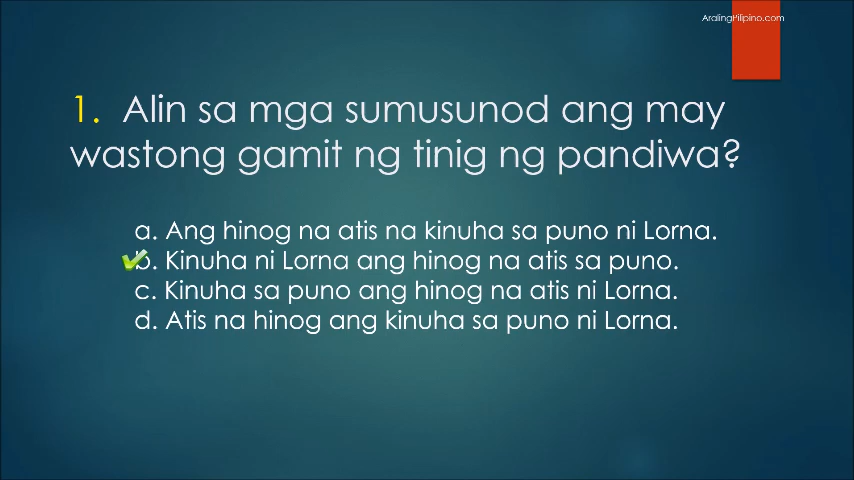 AralingPilipino.com
1. Alin sa mga sumusunod ang may
wastong gamit ng tinig ng pandiwa?
a. Ang hinog na atis na kinuha sa puno ni Lorna.
b. Kinuha ni Lorna ang hinog na atis sa puno.
c. Kinuha sa puno ang hinog na atis ni Lorna.
d. Atis na hinog ang kinuha sa puno ni Lorna.